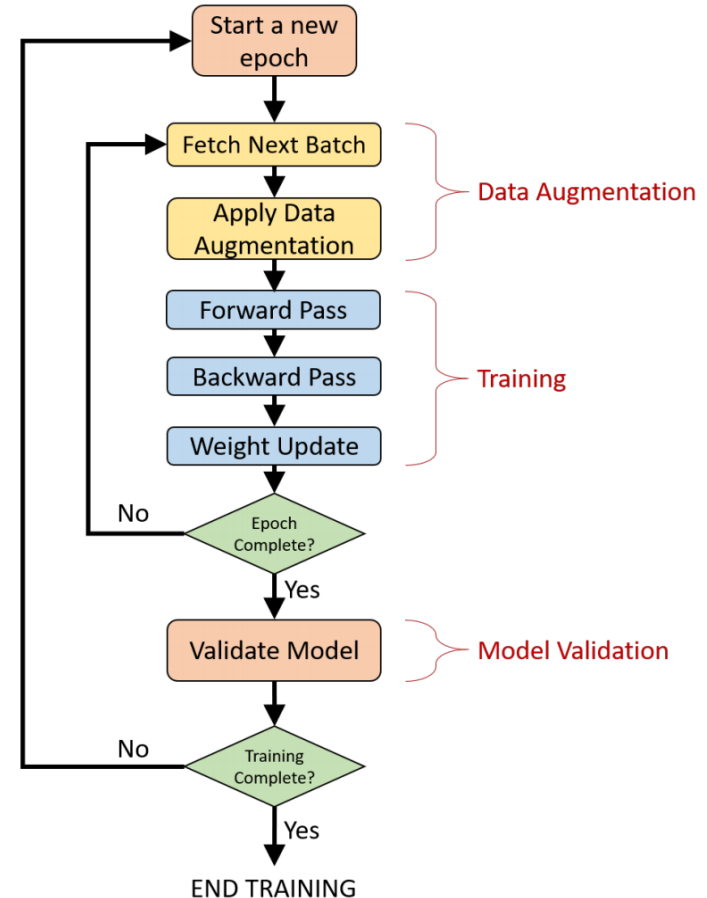 Start a new
epoch
Fetch Next Batch
Data Augmentation
Apply Data
Augmentation
Forward Pass
Backward Pass
Training
Weight Update
No
Epoch
Complete?
Yes
Validate Model
Model Validation
No
Training
Complete?
Yes
END TRAINING